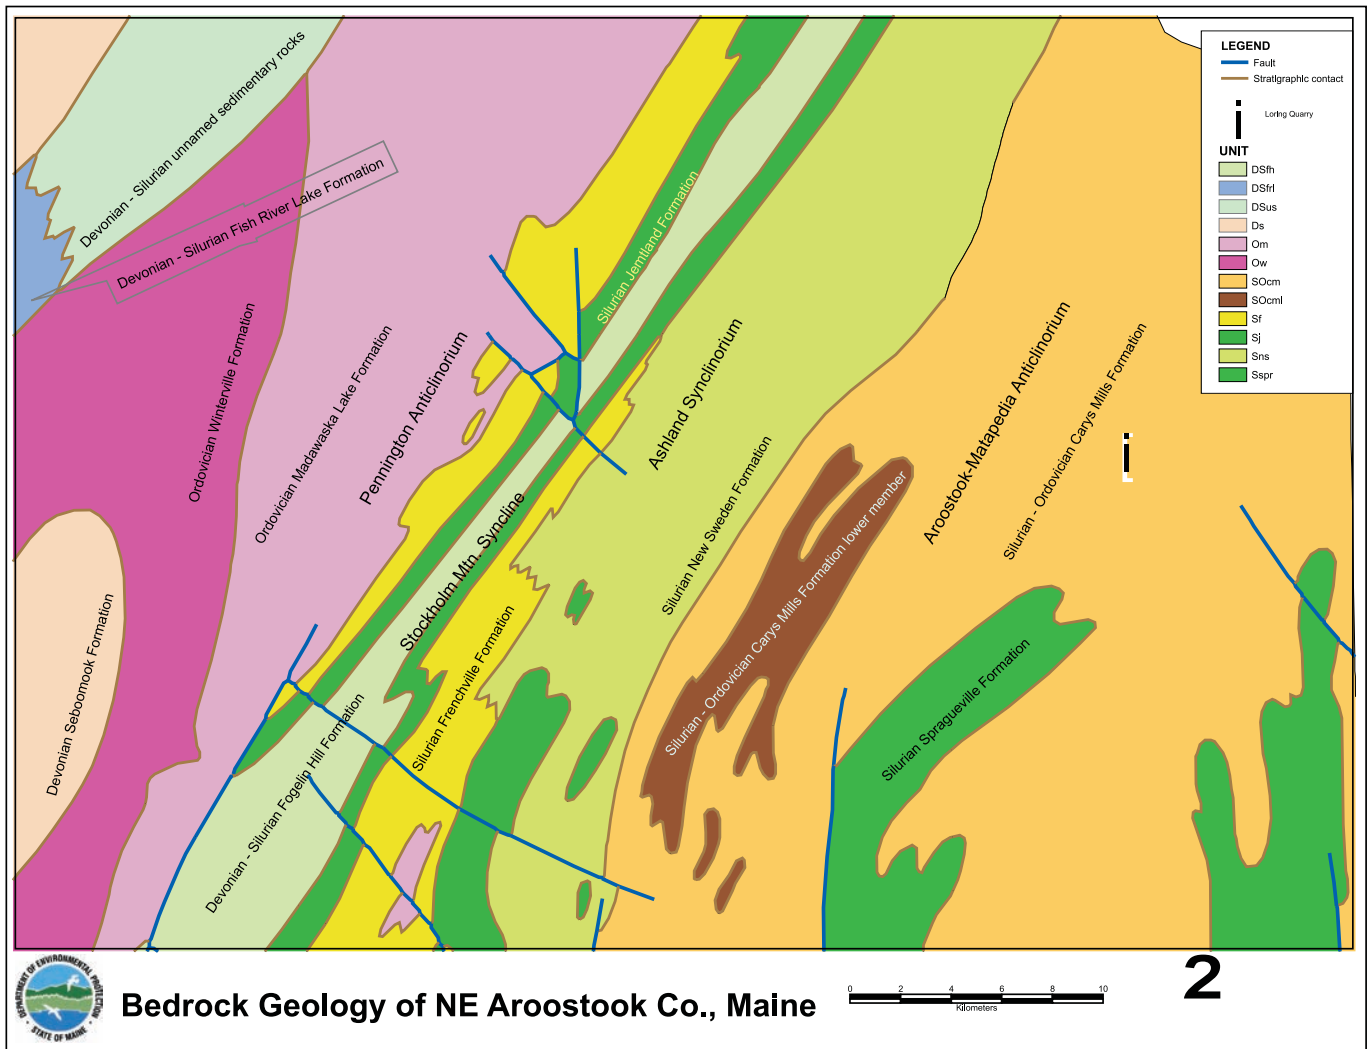 LEGEND
Fault
Stratigraphic contact
Loring Quarry
UNIT
DSfh
DSfrl
DSus
Ds
Om
Ow
SOcm
SOcml
Sf
Sj
Sns
Sspr
Devonian - Silurian unnamed sedimentary rocks
Devonian - Silurian Fish River Lake Formation
Ordovician Winterville Formation
Ordovician Madawaska Lake Formation
Pennington Anticlinorium
Silurian Jemtland Formation
Ashland Synclinorium
Silurian New Sweden Formation
Aroostook-Matapedia Anticlinorium
Silurian - Ordovician Carys Mills Formation
Silurian - Ordovician Carys Mills Formation lower member
Stockholm Mtn. Syncline
Silurian Frenchville Formation
Silurian Spragueville Formation
Devonian Seboomook Formation
Devonian - Silurian Fogelin Hill Formation
DEPARTMENT OF ENVIRONMENTAL PROTECTION
STATE OF MAINE
Bedrock Geology of NE Aroostook Co., Maine
0 2 4 6 8 10
Kilometers
2